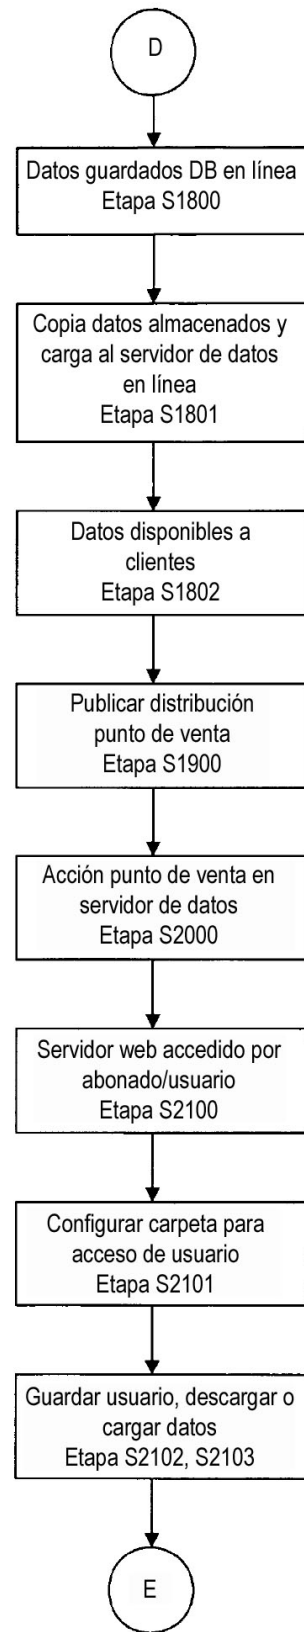 D
Datos guardados DB en línea
Etapa S1800
Copia datos almacenados y
carga al servidor de datos
en línea
Etapa S1801
Datos disponibles a
clientes
Etapa S1802
Publicar distribución
punto de venta
Etapa S1900
Acción punto de venta en
servidor de datos
Etapa S2000
Servidor web accedido por
abonado/usuario
Etapa S2100
Configurar carpeta para
acceso de usuario
Etapa S2101
Guardar usuario, descargar o
cargar datos
Etapa S2102, S2103
E